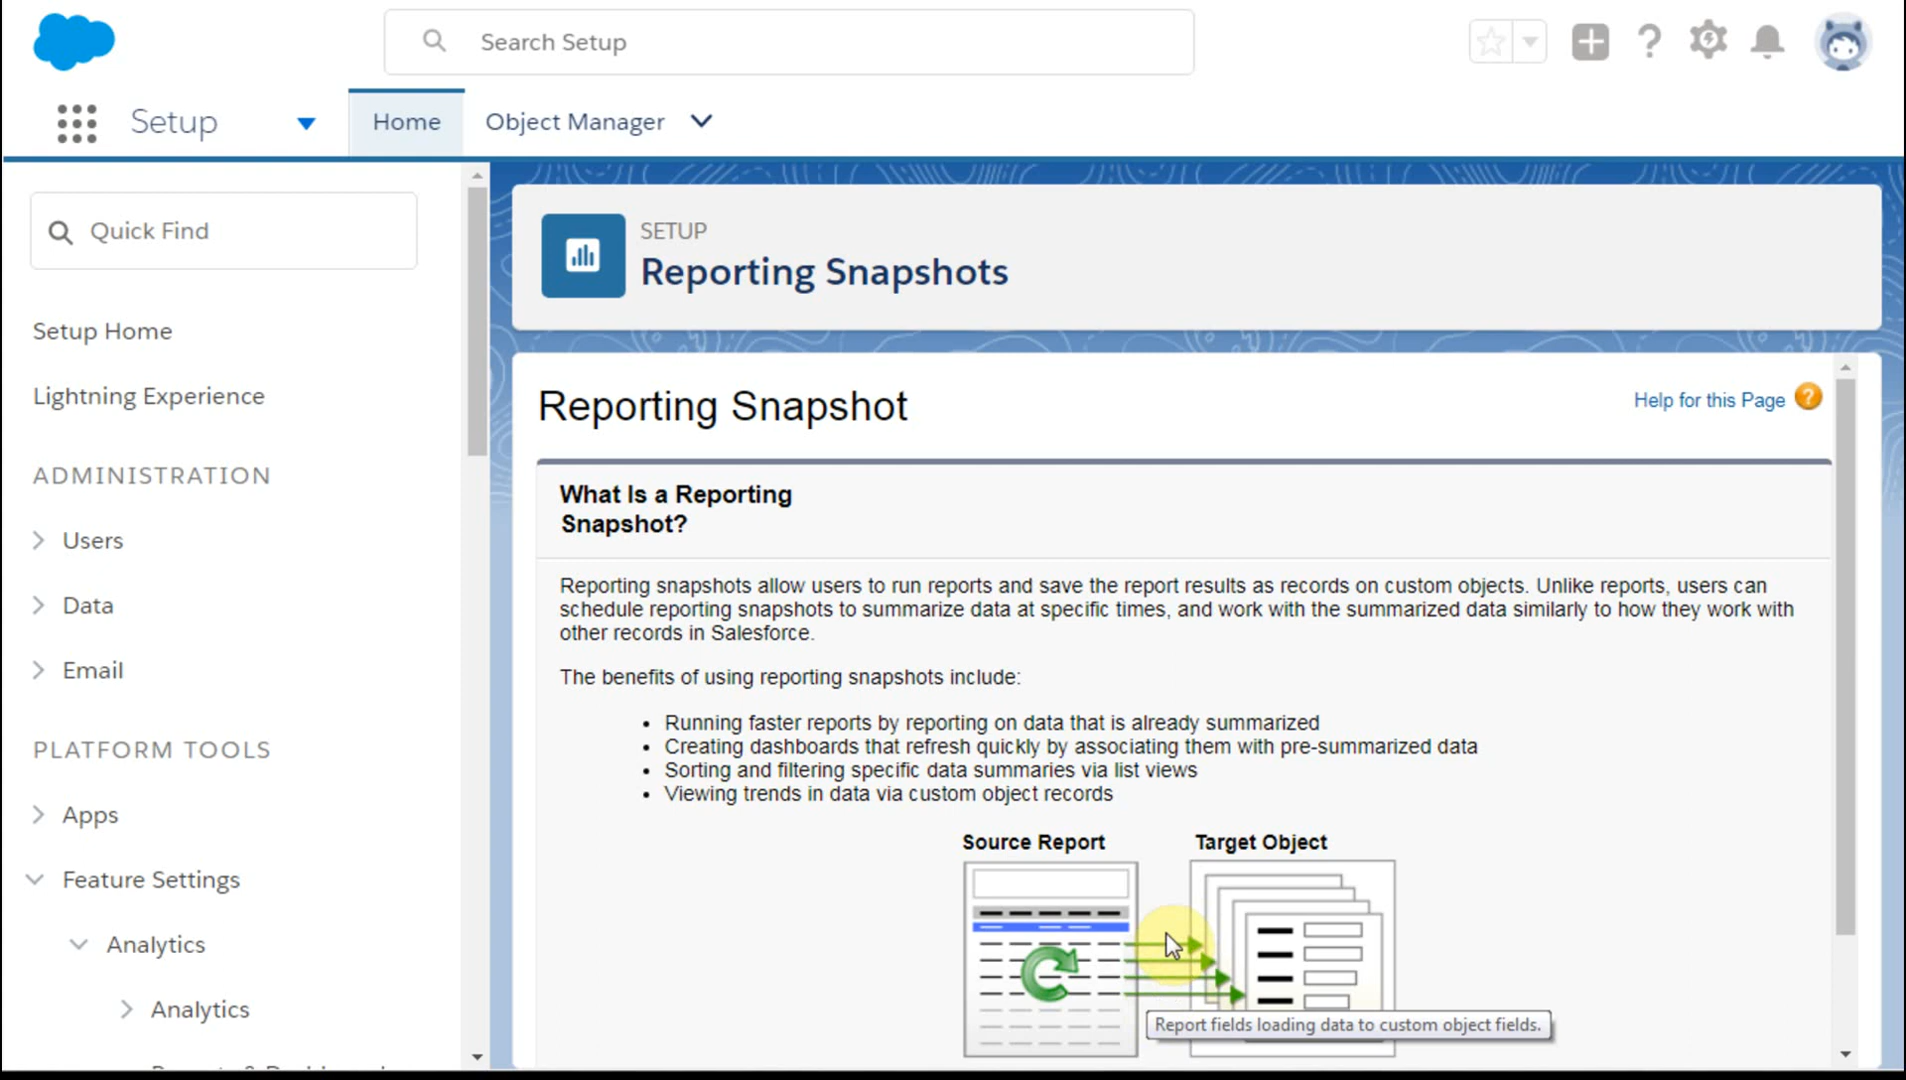 Search Setup
Setup
Home
Object Manager
Quick Find
Setup Home
Lightning Experience
ADMINISTRATION
Users
Data
Email
PLATFORM TOOLS
Apps
Feature Settings
Analytics
Analytics
SETUP
Reporting Snapshots
Reporting Snapshot
Help for this Page
?
What Is a Reporting
Snapshot?
Reporting snapshots allow users to run reports and save the report results as records on custom objects. Unlike reports, users can
schedule reporting snapshots to summarize data at specific times, and work with the summarized data similarly to how they work with
other records in Salesforce.
The benefits of using reporting snapshots include:
• Running faster reports by reporting on data that is already summarized
• Creating dashboards that refresh quickly by associating them with pre-summarized data
• Sorting and filtering specific data summaries via list views
• Viewing trends in data via custom object records
Source Report
Target Object
Report fields loading data to custom object fields.